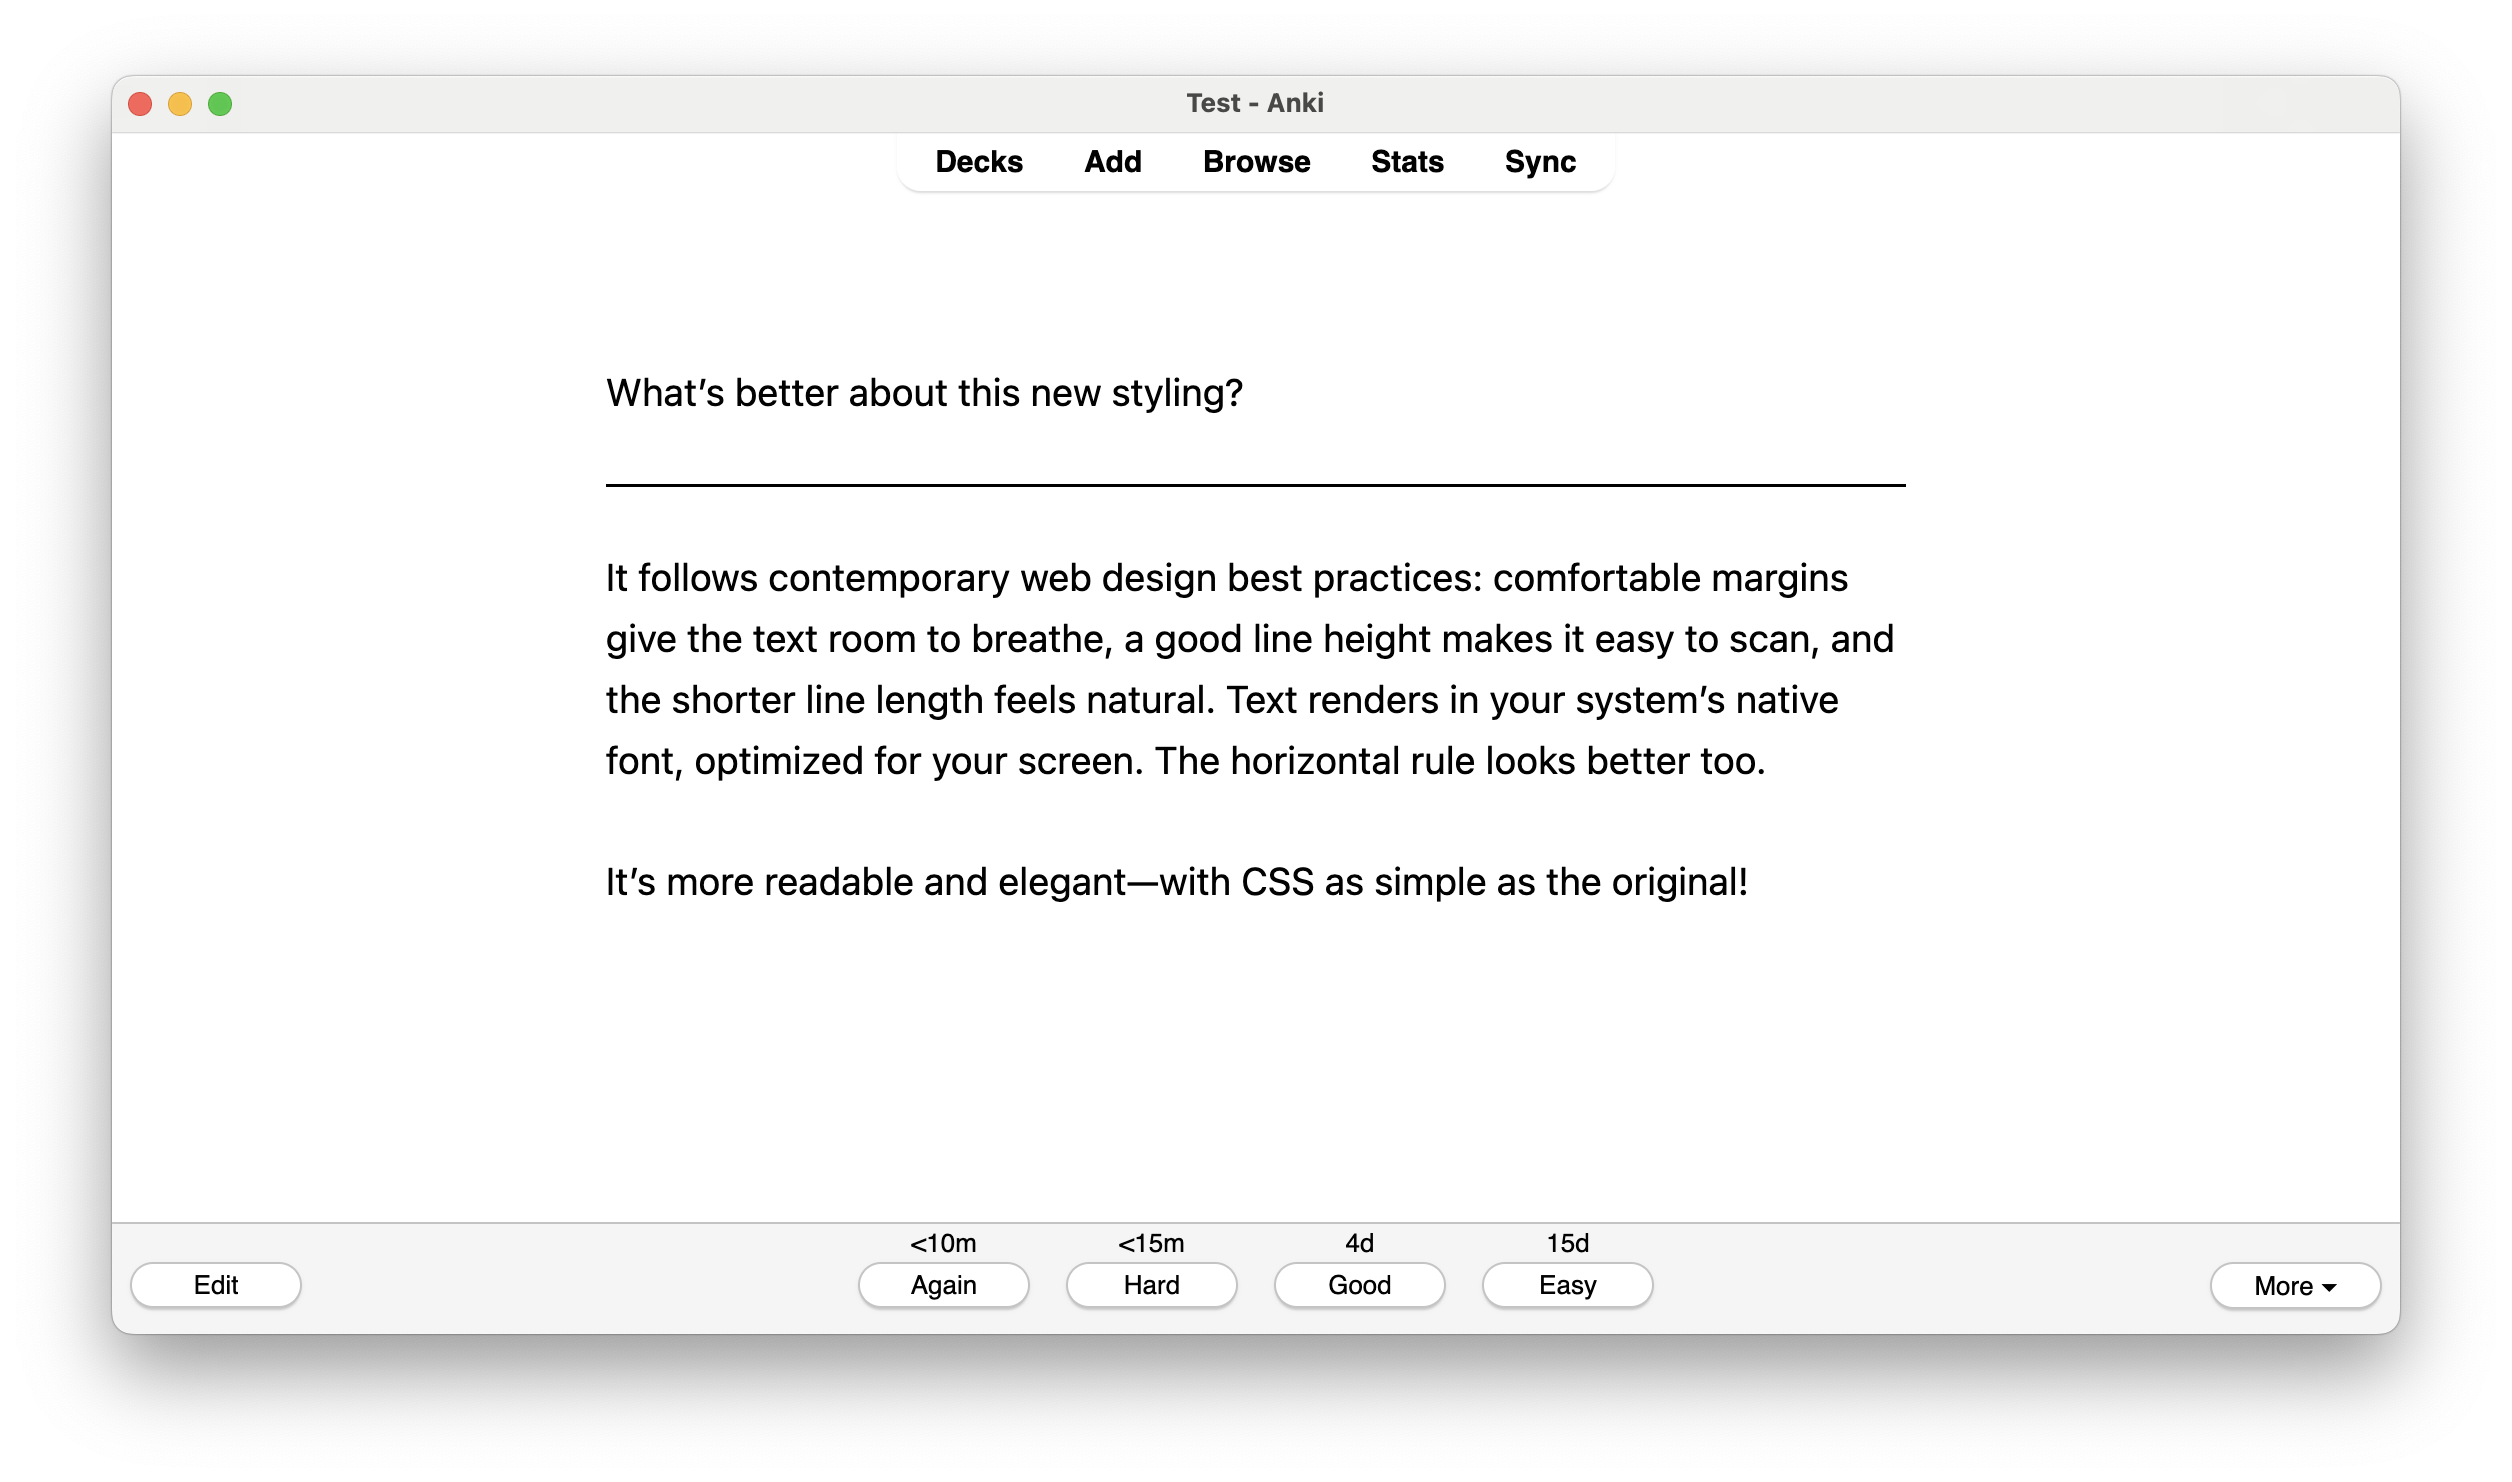 Test - Anki
Decks Add Browse Stats Sync
What’s better about this new styling?
It follows contemporary web design best practices: comfortable margins
give the text room to breathe, a good line height makes it easy to scan, and
the shorter line length feels natural. Text renders in your system’s native
font, optimized for your screen. The horizontal rule looks better too.
It’s more readable and elegant—with CSS as simple as the original!
<10m <15m 4d 15d
Edit Again Hard Good Easy More